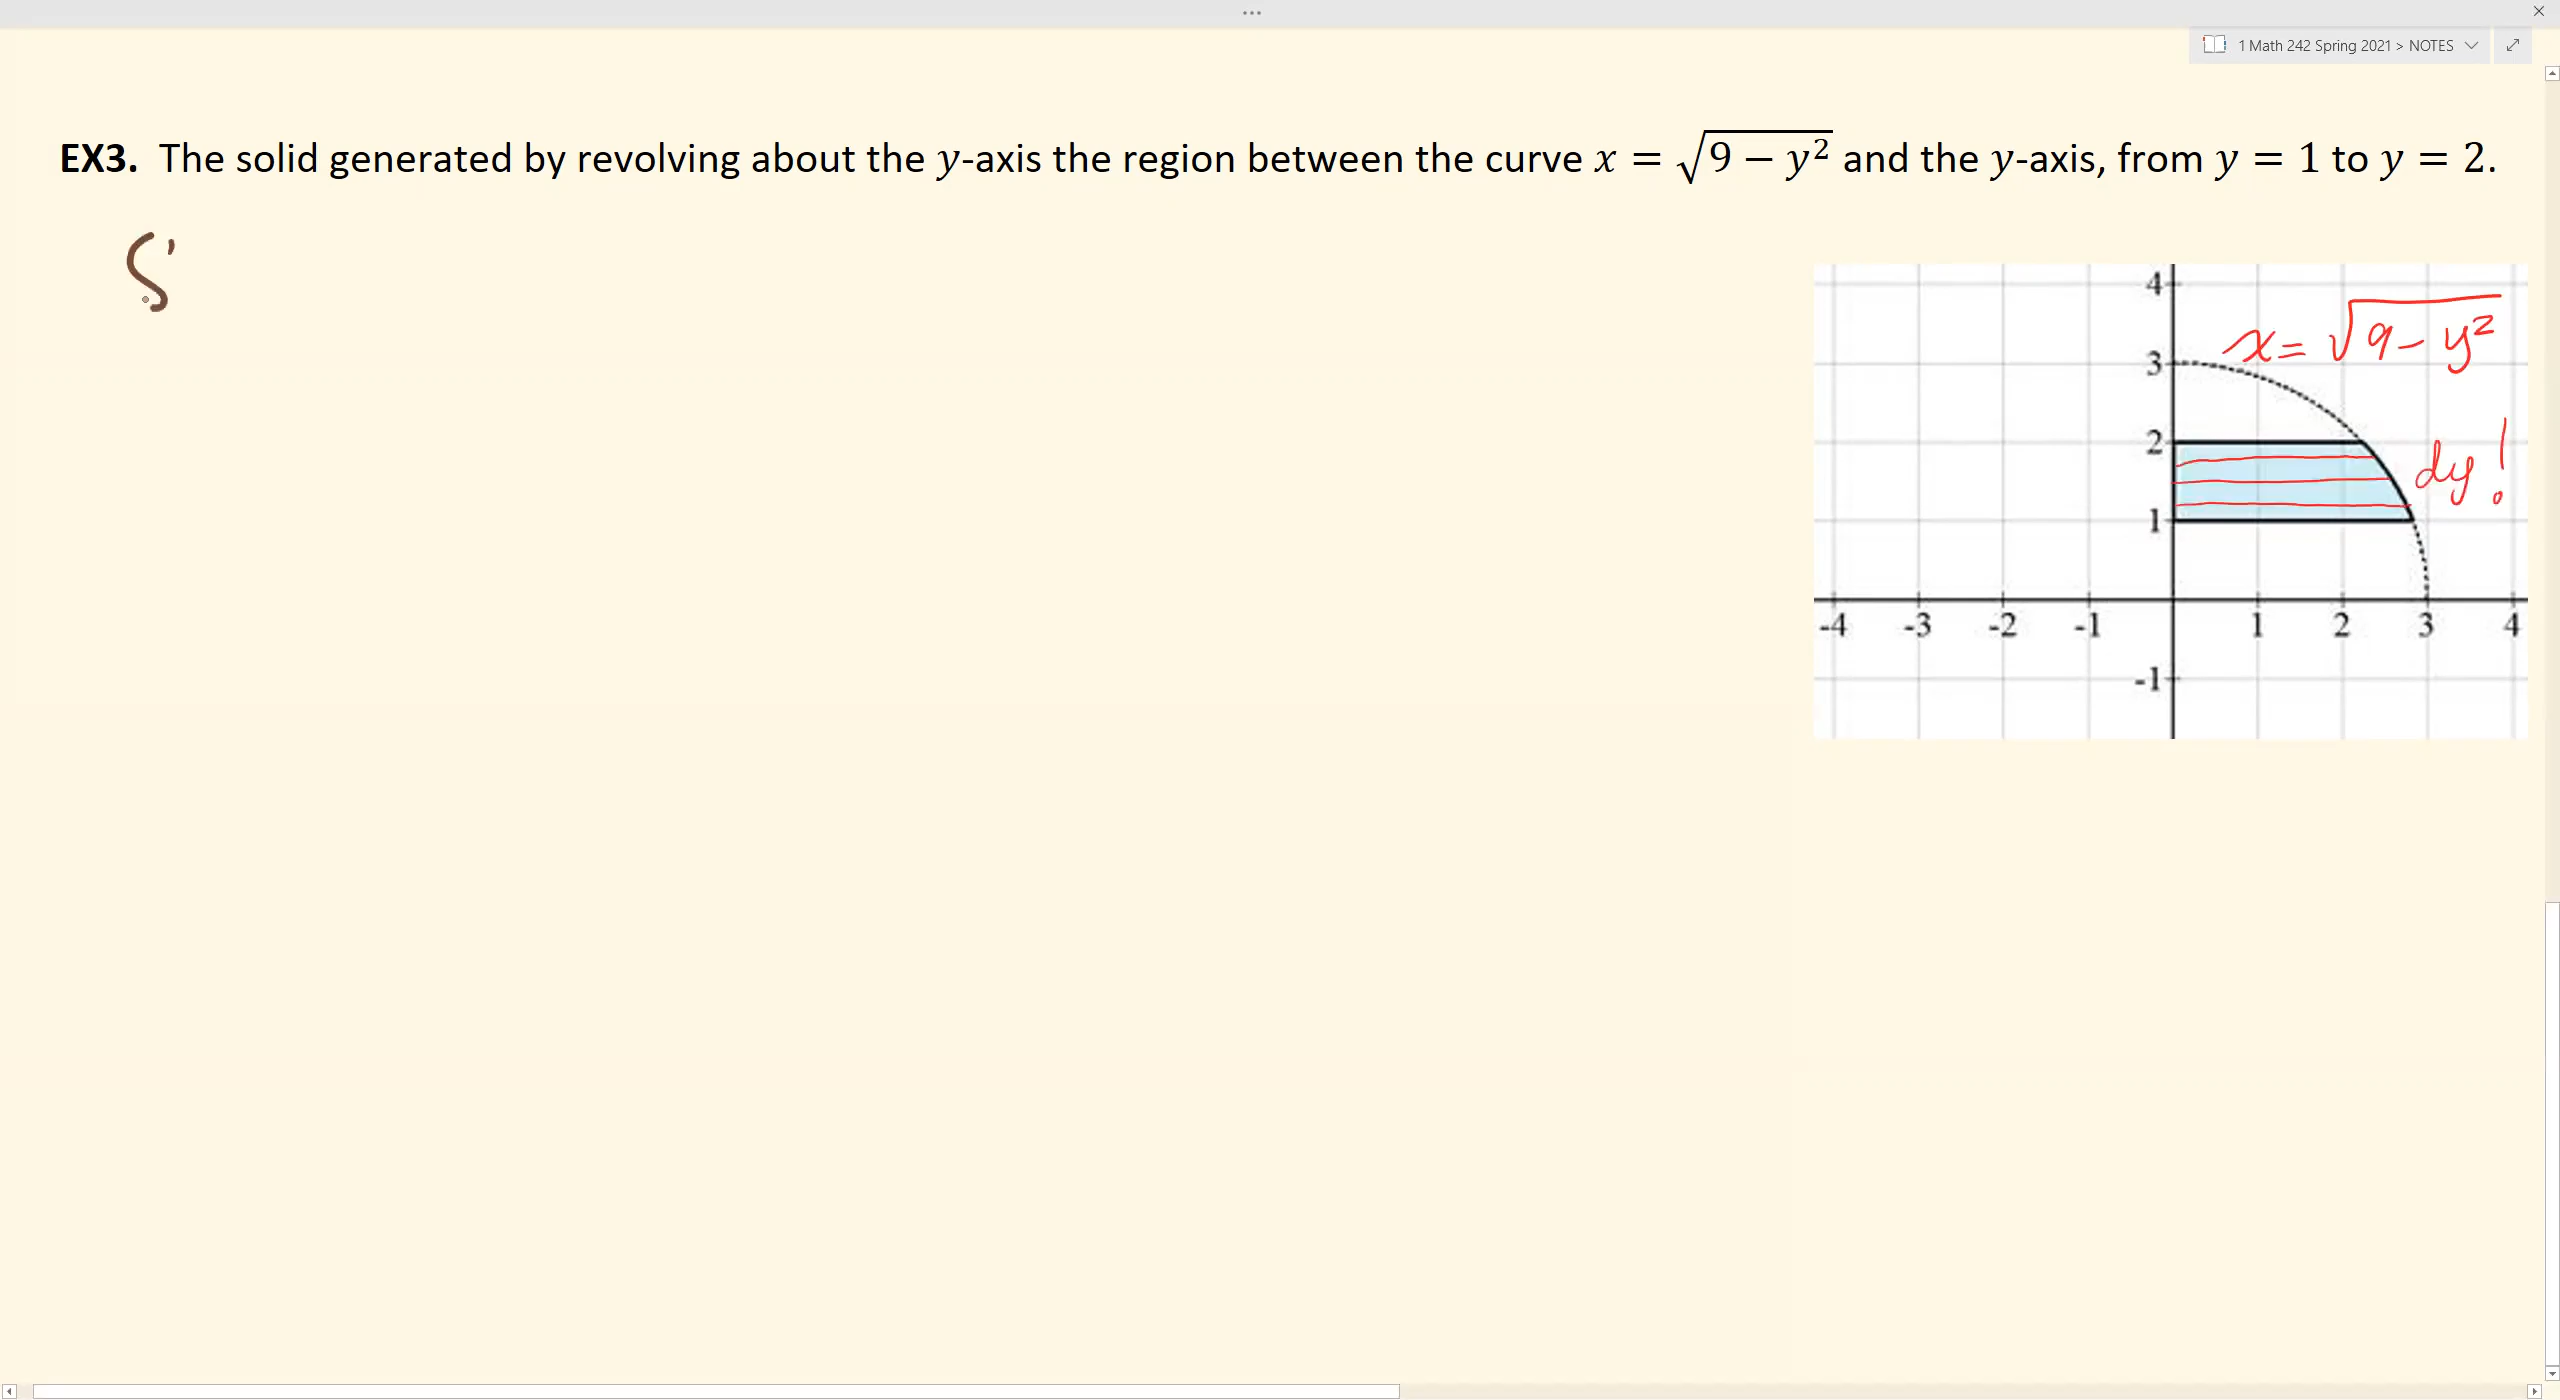 1 Math 242 Spring 2021 > NOTES
EX3. The solid generated by revolving about the y-axis the region between the curve x = √(9 − y²) and the y-axis, from y = 1 to y = 2.
S'
4
x = √(9 − y²)
3
2
dy!
1
-4 -3 -2 -1 1 2 3 4
-1